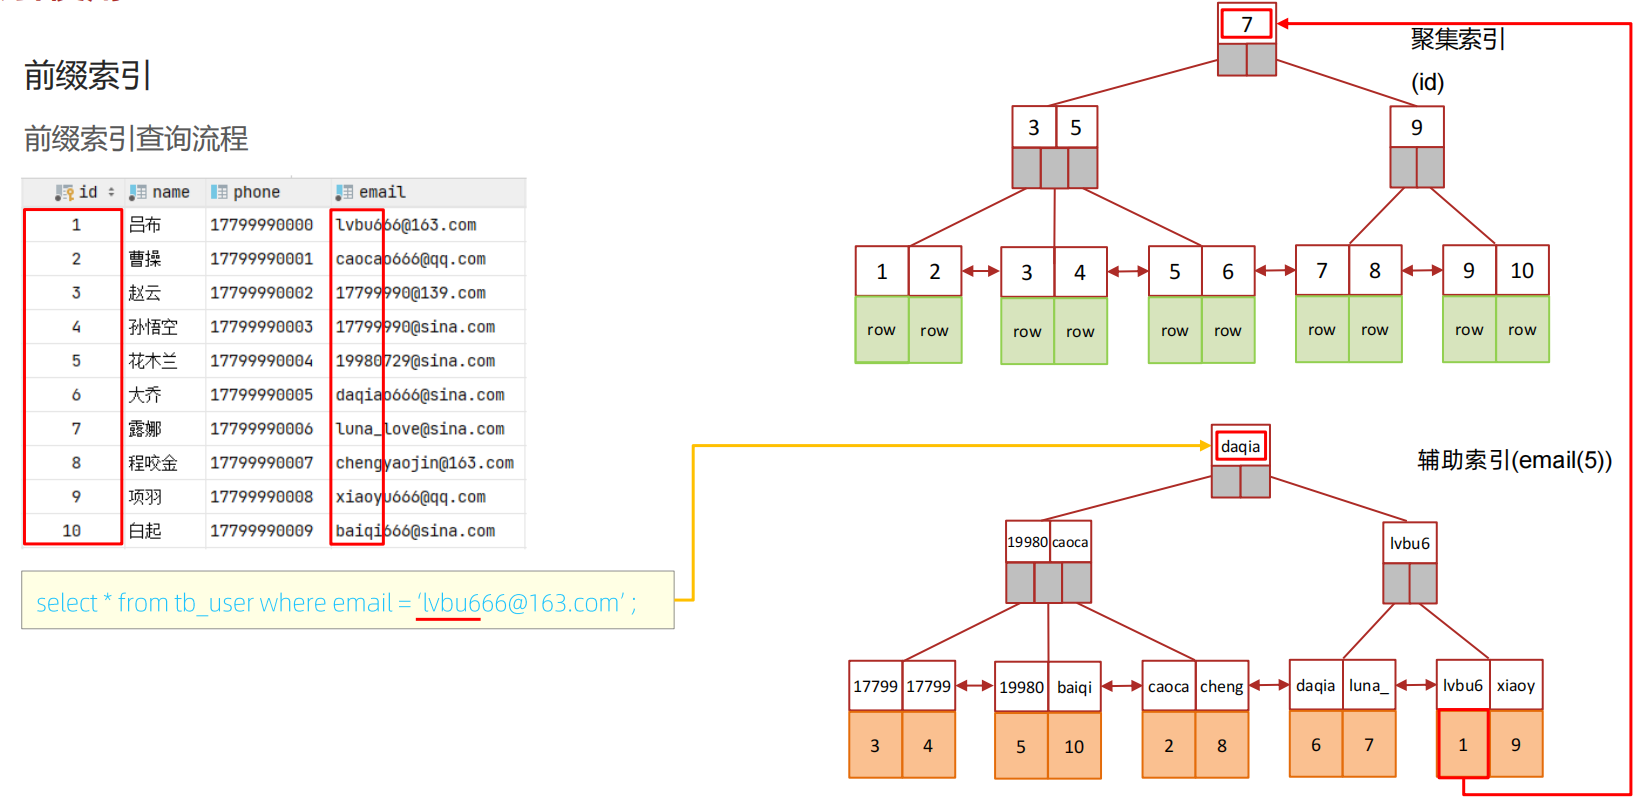 前缀索引
前缀索引查询流程
id name phone email
1 吕布 17799990000 lvbu666@163.com
2 曹操 17799990001 caocao666@qq.com
3 赵云 17799990002 17799990@139.com
4 孙悟空 17799990003 17799990@sina.com
5 花木兰 17799990004 19980729@sina.com
6 大乔 17799990005 daqiao666@sina.com
7 露娜 17799990006 luna_love@sina.com
8 程咬金 17799990007 chengyaojin@163.com
9 项羽 17799990008 xiaoyu666@qq.com
10 白起 17799990009 baiqi666@sina.com
select * from tb_user where email = 'lvbu666@163.com' ;
7
聚集索引
(id)
3 5 9
1 2 3 4 5 6 7 8 9 10
row row row row row row row row row row
daqia
辅助索引(email(5))
19980 caoca lvbu6
17799 17799 19980 baiqi caoca cheng daqia luna_ lvbu6 xiaoy
3 4 5 10 2 8 6 7 1 9